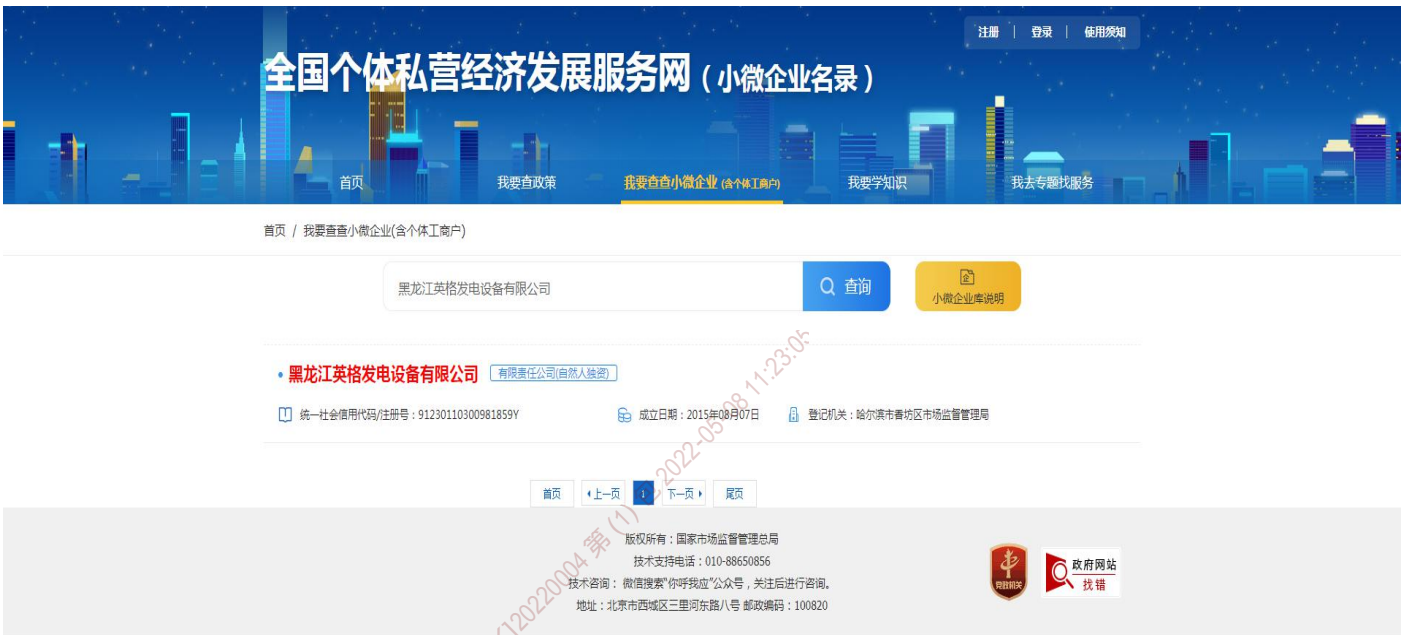 注册 | 登录 | 使用须知
全国个体私营经济发展服务网（小微企业名录）
首页 我要查政策 我要查查小微企业 (含个体工商户) 我要学知识 我去专题找服务
首页 / 我要查查小微企业(含个体工商户)
黑龙江英格发电设备有限公司 查询
小微企业库说明
黑龙江英格发电设备有限公司 有限责任公司(自然人独资)
统一社会信用代码/注册号：91230110300981859Y 成立日期：2015年08月07日 登记机关：哈尔滨市香坊区市场监督管理局
首页 上一页 1 下一页 尾页
版权所有：国家市场监督管理总局
技术支持电话：010-88650856
技术咨询： 微信搜索"你呼我应"公众号，关注后进行咨询。
地址：北京市西城区三里河东路八号 邮政编码：100820
党政机关
政府网站
找错
20220004 第 (1) 2022-05-08 11:23:05